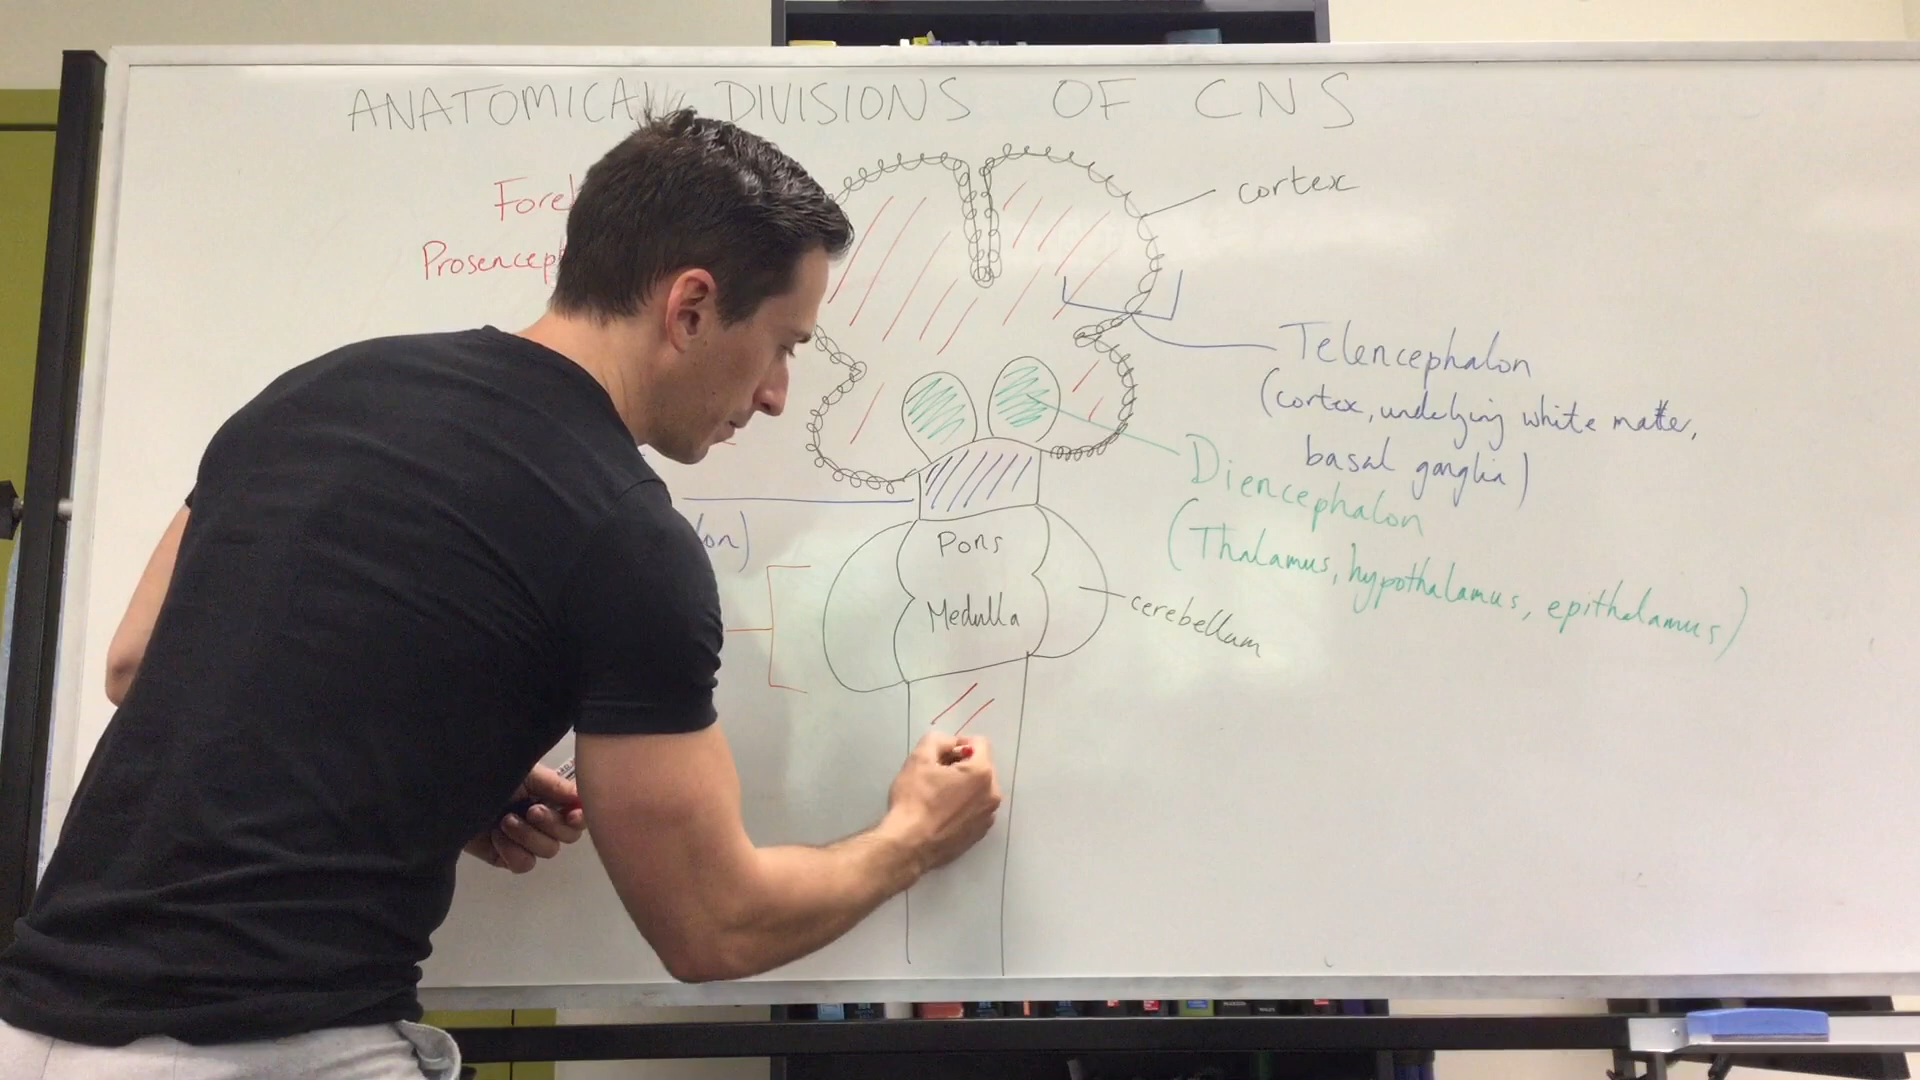 ANATOMICAL DIVISIONS OF CNS
cortex
Telencephalon
(cortex, underlying white matter,
basal ganglia)
Diencephalon
(Thalamus, hypothalamus, epithalamus)
Pons
Medulla
cerebellum